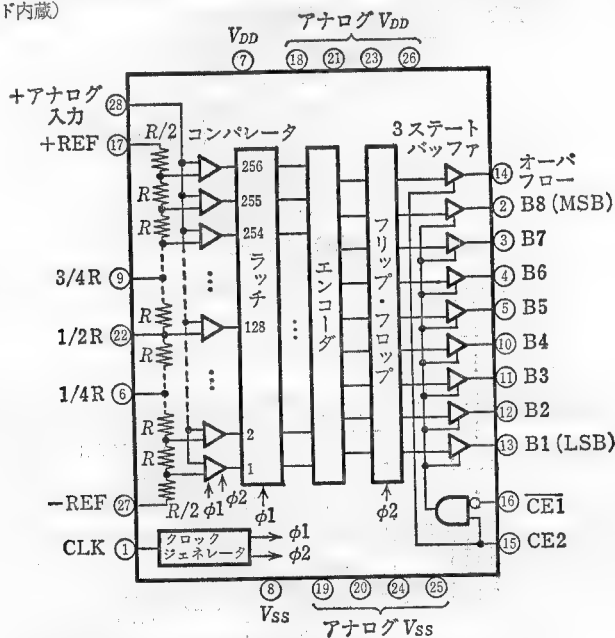 ド内蔵)
アナログ VDD
VDD
⑦ ⑱ ㉑ ㉓ ㉖
+アナログ
入力 ㉘
+REF ⑰
R/2 コンパレータ
3ステート
バッファ
オーバ
フロー ⑭
② B8 (MSB)
③ B7
④ B6
⑤ B5
⑩ B4
⑪ B3
⑫ B2
⑬ B1 (LSB)
256
255
254
128
2
1
R
R
3/4R ⑨
R
1/2R ㉒
R
1/4R ⑥
R
R
−REF ㉗
R/2
ラッチ
エンコーダ
フリップ・フロップ
φ1 φ2
φ1
φ2
⑯ CE1
⑮ CE2
CLK ①
クロック
ジェネレータ
φ1
φ2
⑧ ⑲ ⑳ ㉔ ㉕
VSS
アナログ VSS